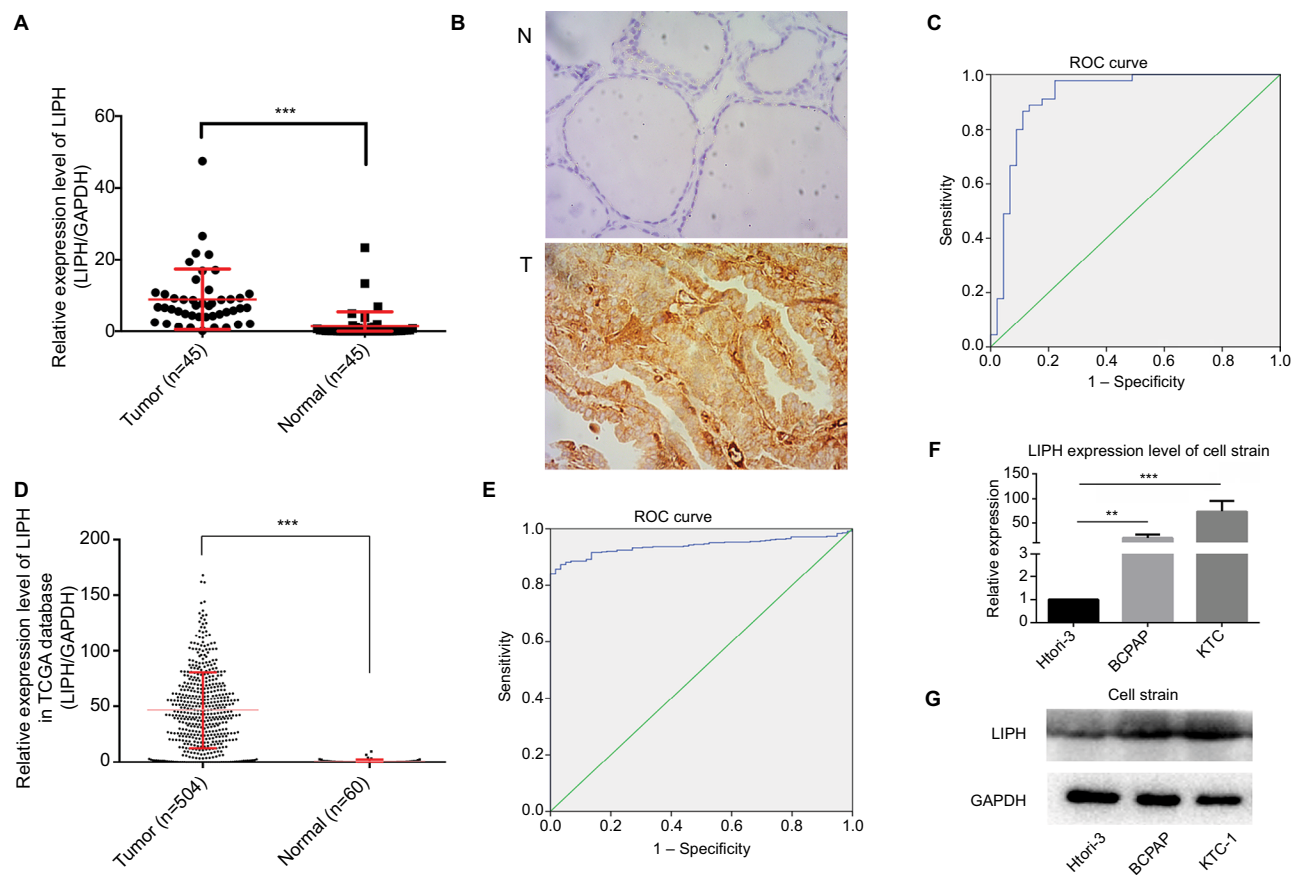 A
Relative exepression level of LIPH
(LIPH/GAPDH)
60
40
20
0
***
Tumor (n=45)
Normal (n=45)
B
N
T
C
ROC curve
Sensitivity
1.0
0.8
0.6
0.4
0.2
0.0
0.0 0.2 0.4 0.6 0.8 1.0
1 – Specificity
D
Relative exepression level of LIPH
in TCGA database
(LIPH/GAPDH)
200
150
100
50
0
***
Tumor (n=504)
Normal (n=60)
E
ROC curve
Sensitivity
1.0
0.8
0.6
0.4
0.2
0.0
0.0 0.2 0.4 0.6 0.8 1.0
1 – Specificity
F
LIPH expression level of cell strain
Relative expression
150
100
50
3
2
1
0
***
**
Htori-3
BCPAP
KTC
G
Cell strain
LIPH
GAPDH
Htori-3
BCPAP
KTC-1